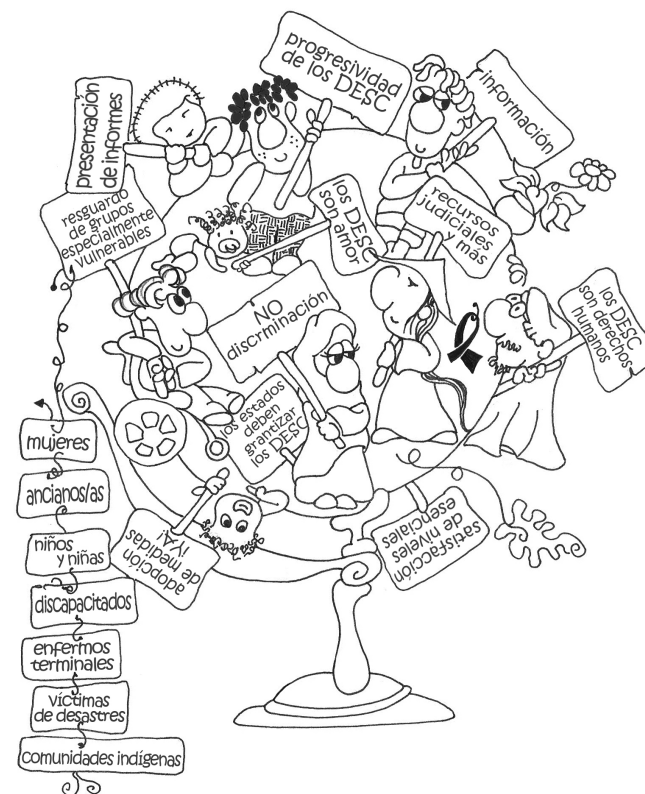 progresividad
de los DESC
información
presentación
de informes
resguardo
de grupos
especialmente
vulnerables
los DESC
son amor
recursos
judiciales
y más
NO
discrminación
los DESC
son derechos
humanos
los estados
deben
grantizar
los DESC
adopción
de medidas
¡YA!
satisfacción
de niveles
esenciales
mujeres
ancianos/as
niños
y niñas
discapacitados
enfermos
terminales
víctimas
de desastres
comunidades indígenas